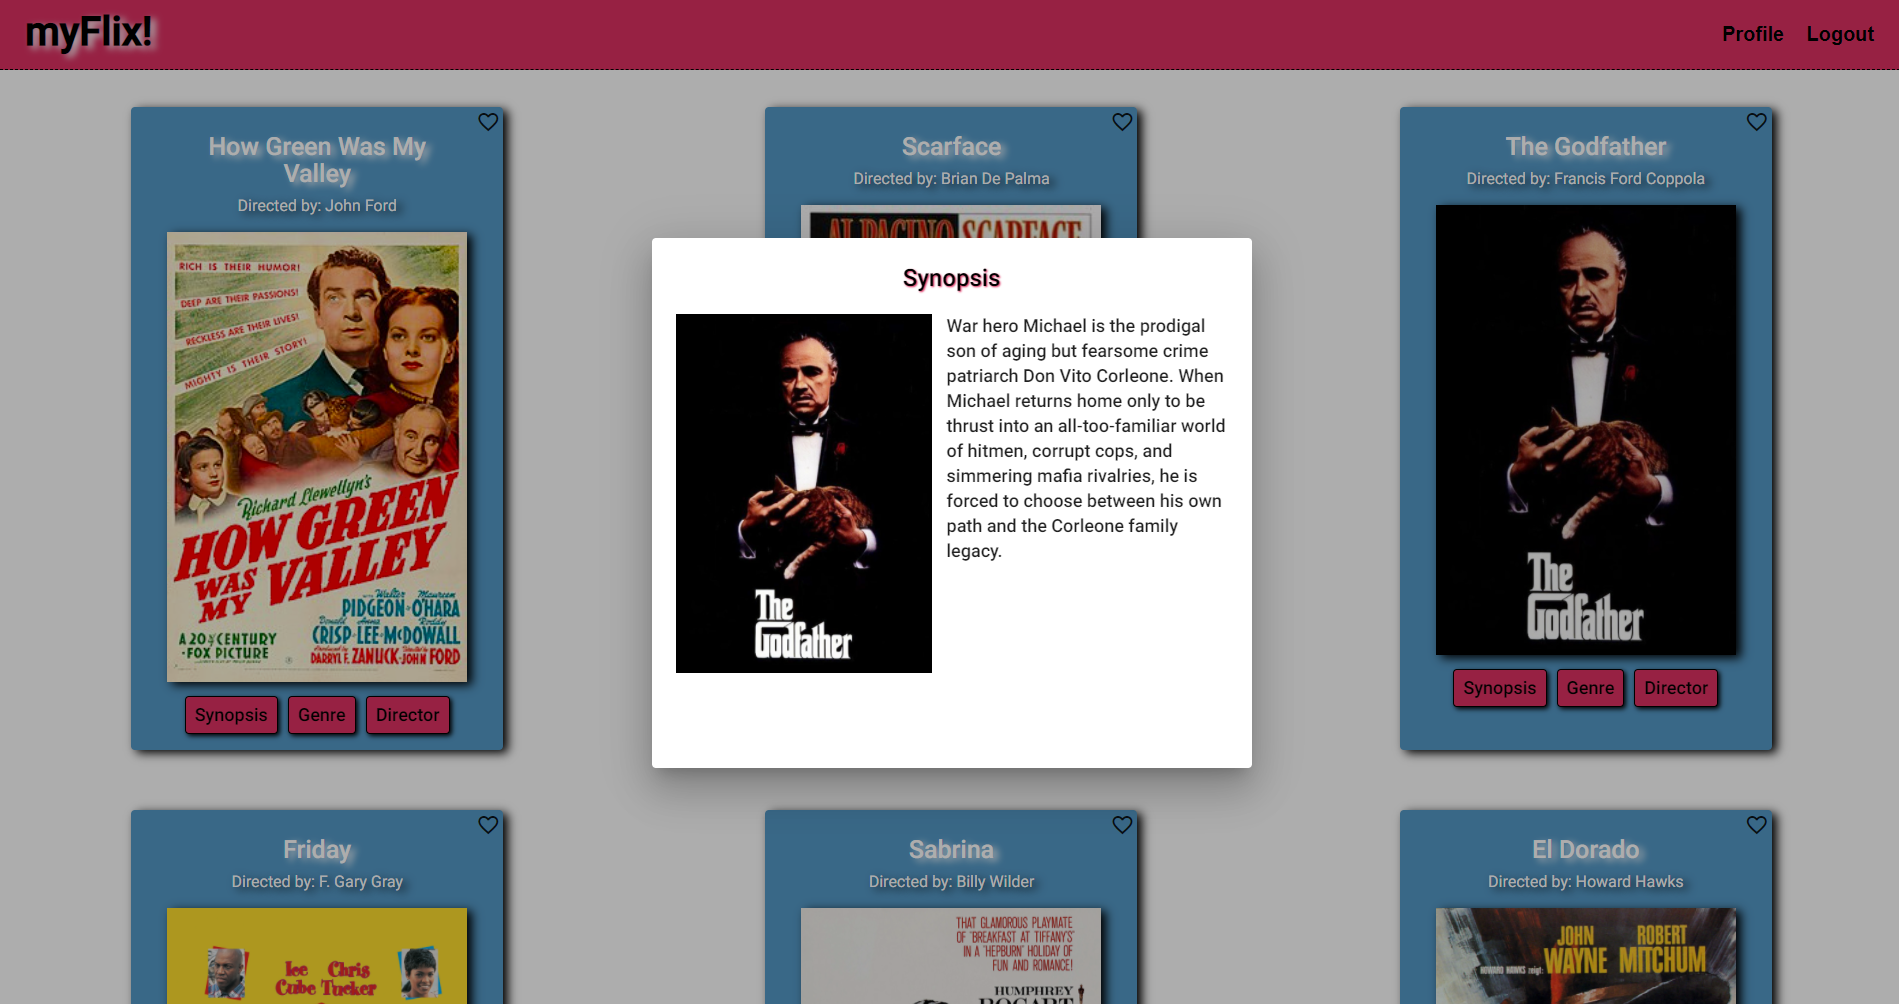 myFlix!
Profile
Logout
How Green Was My
Valley
Directed by: John Ford
RICH IS THEIR HUMOR!
DEEP ARE THEIR PASSIONS!
RECKLESS ARE THEIR LIVES!
MIGHTY IS THEIR STORY!
Richard Llewellyn's
HOW GREEN
WAS MY VALLEY
Walter Maureen
PIDGEON·O'HARA
Donald Anna Roddy
CRISP·LEE·McDOWALL
A 20TH CENTURY
·FOX PICTURE
DARRYL F. ZANUCK·JOHN FORD
Synopsis
Genre
Director
Scarface
Directed by: Brian De Palma
AL PACINO SCARFACE
The Godfather
Directed by: Francis Ford Coppola
The
Godfather
Synopsis
Genre
Director
Synopsis
War hero Michael is the prodigal
son of aging but fearsome crime
patriarch Don Vito Corleone. When
Michael returns home only to be
thrust into an all-too-familiar world
of hitmen, corrupt cops, and
simmering mafia rivalries, he is
forced to choose between his own
path and the Corleone family
legacy.
The
Godfather
Friday
Directed by: F. Gary Gray
Ice Chris
Cube Tucker
Sabrina
Directed by: Billy Wilder
THAT GLAMOROUS PLAYMATE
OF 'BREAKFAST AT TIFFANY'S'
IN A 'HEPBURN' HOLIDAY OF
FUN AND ROMANCE!
HUMPHREY
BOGART
El Dorado
Directed by: Howard Hawks
JOHN ROBERT
HOWARD HAWKS zeigt: WAYNE MITCHUM